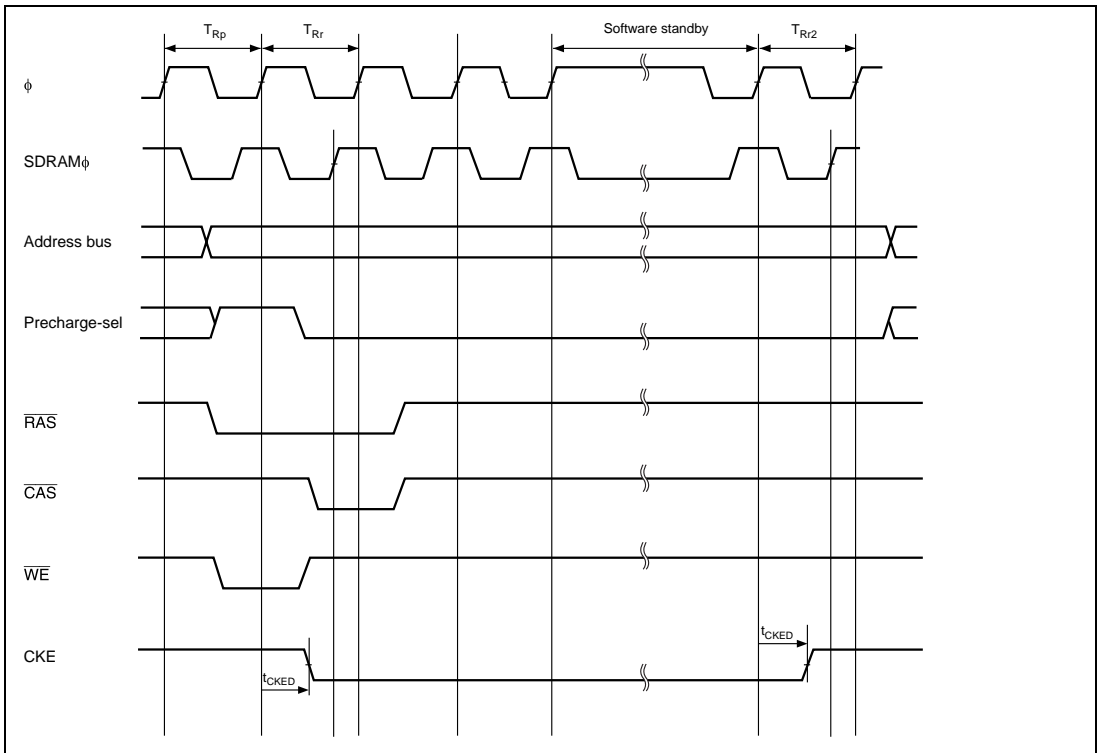 T_Rp T_Rr Software standby T_Rr2
ϕ
SDRAMϕ
Address bus
Precharge-sel
RAS
CAS
WE
CKE
t_CKED
t_CKED